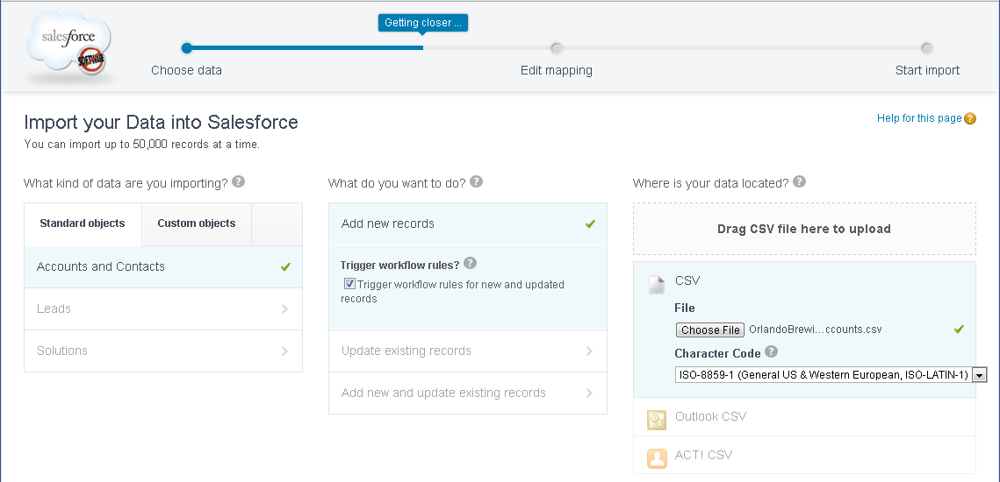 Getting closer ...
salesforce
SOFTWARE
Choose data
Edit mapping
Start import
Import your Data into Salesforce
Help for this page ?
You can import up to 50,000 records at a time.
What kind of data are you importing? ?
What do you want to do? ?
Where is your data located? ?
Standard objects
Custom objects
Accounts and Contacts
Leads
Solutions
Add new records
Trigger workflow rules? ?
Trigger workflow rules for new and updated
records
Update existing records
Add new and update existing records
Drag CSV file here to upload
CSV
File
Choose File OrlandoBrewi...ccounts.csv
Character Code ?
ISO-8859-1 (General US & Western European, ISO-LATIN-1)
Outlook CSV
ACT! CSV